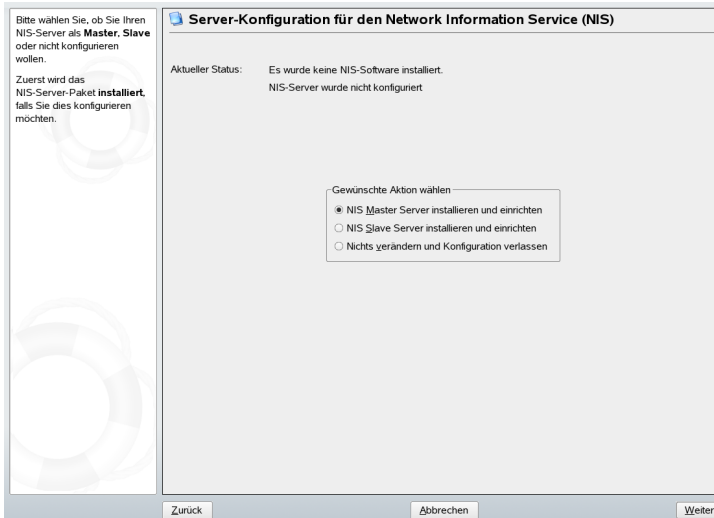 Bitte wählen Sie, ob Sie Ihren
NIS-Server als Master, Slave
oder nicht konfigurieren
wollen.
Zuerst wird das
NIS-Server-Paket installiert,
falls Sie dies konfigurieren
möchten.
Server-Konfiguration für den Network Information Service (NIS)
Aktueller Status: Es wurde keine NIS-Software installiert.
NIS-Server wurde nicht konfiguriert
Gewünschte Aktion wählen
NIS Master Server installieren und einrichten
NIS Slave Server installieren und einrichten
Nichts verändern und Konfiguration verlassen
Zurück Abbrechen Weiter